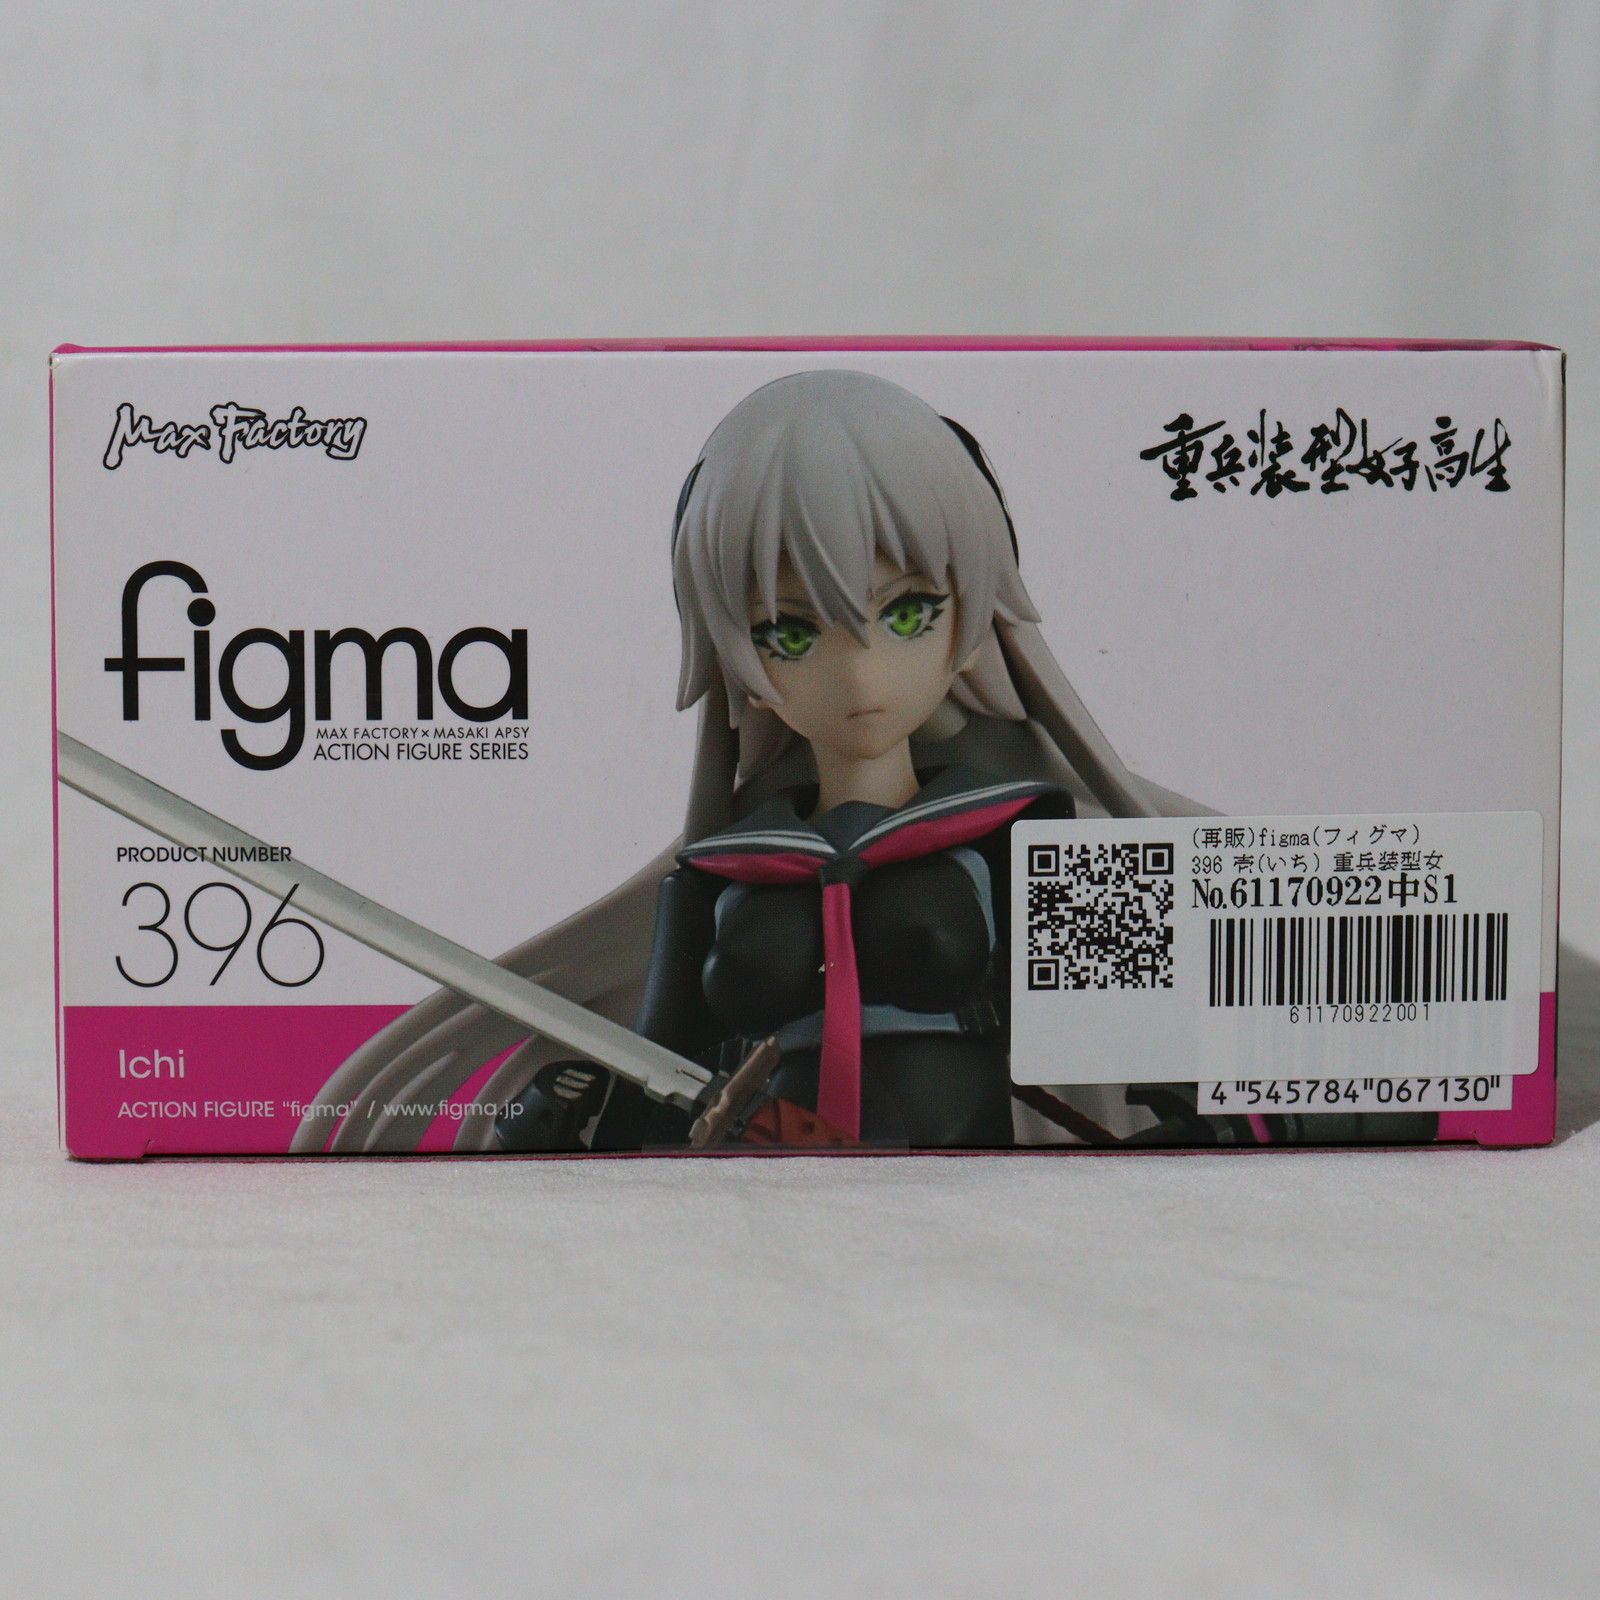 Max Factory
重兵装型女子高生
figma
MAX FACTORY×MASAKI APSY
ACTION FIGURE SERIES
PRODUCT NUMBER
396
Ichi
ACTION FIGURE "figma" / www.figma.jp
(再販)figma(フィグマ)
396 壱(いち) 重兵装型女
No.61170922中S1
61170922001
4"545784"067130"